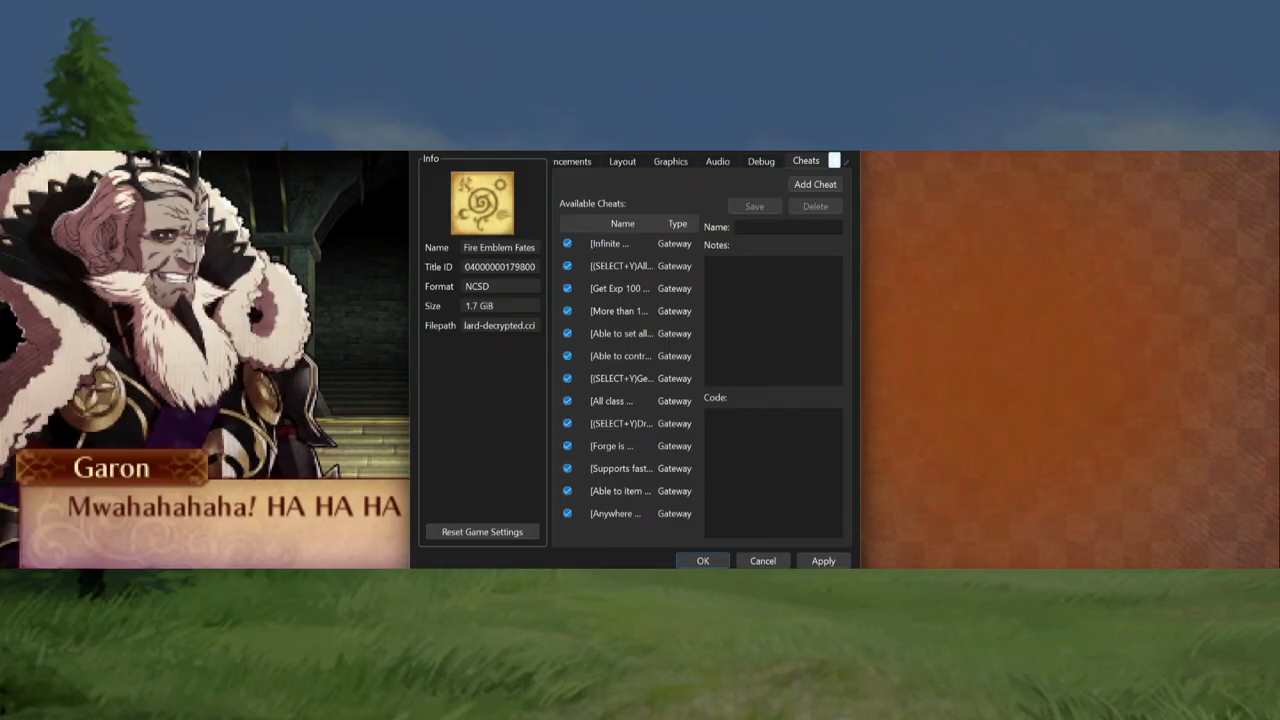 Info
ncements Layout Graphics Audio Debug Cheats
Add Cheat
Available Cheats:
Save Delete
Name Type
Name:
[Infinite ... Gateway
Notes:
[(SELECT+Y)All... Gateway
[Get Exp 100 ... Gateway
[More than 1... Gateway
[Able to set all... Gateway
[Able to contr... Gateway
[(SELECT+Y)Ge... Gateway
[All class ... Gateway
Code:
[(SELECT+Y)Dr... Gateway
[Forge is ... Gateway
[Supports fast... Gateway
[Able to item ... Gateway
[Anywhere ... Gateway
Name Fire Emblem Fates
Title ID 04000000179800
Format NCSD
Size 1.7 GiB
Filepath lard-decrypted.cci
Reset Game Settings
OK Cancel Apply
Garon
Mwahahahaha! HA HA HA